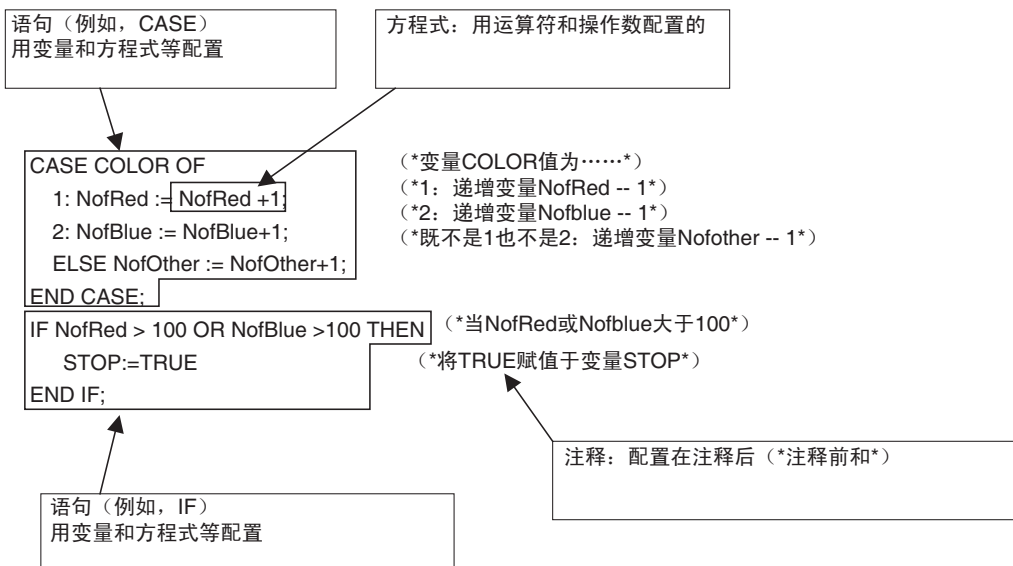 语句（例如，CASE）
用变量和方程式等配置
方程式：用运算符和操作数配置的
CASE COLOR OF
1: NofRed := NofRed +1;
2: NofBlue := NofBlue+1;
ELSE NofOther := NofOther+1;
END CASE;
（*变量COLOR值为……*）
（*1：递增变量NofRed -- 1*）
（*2：递增变量Nofblue -- 1*）
（*既不是1也不是2：递增变量Nofother -- 1*）
IF NofRed > 100 OR NofBlue >100 THEN
（*当NofRed或Nofblue大于100*）
STOP:=TRUE
（*将TRUE赋值于变量STOP*）
END IF;
注释：配置在注释后（*注释前和*）
语句（例如，IF）
用变量和方程式等配置